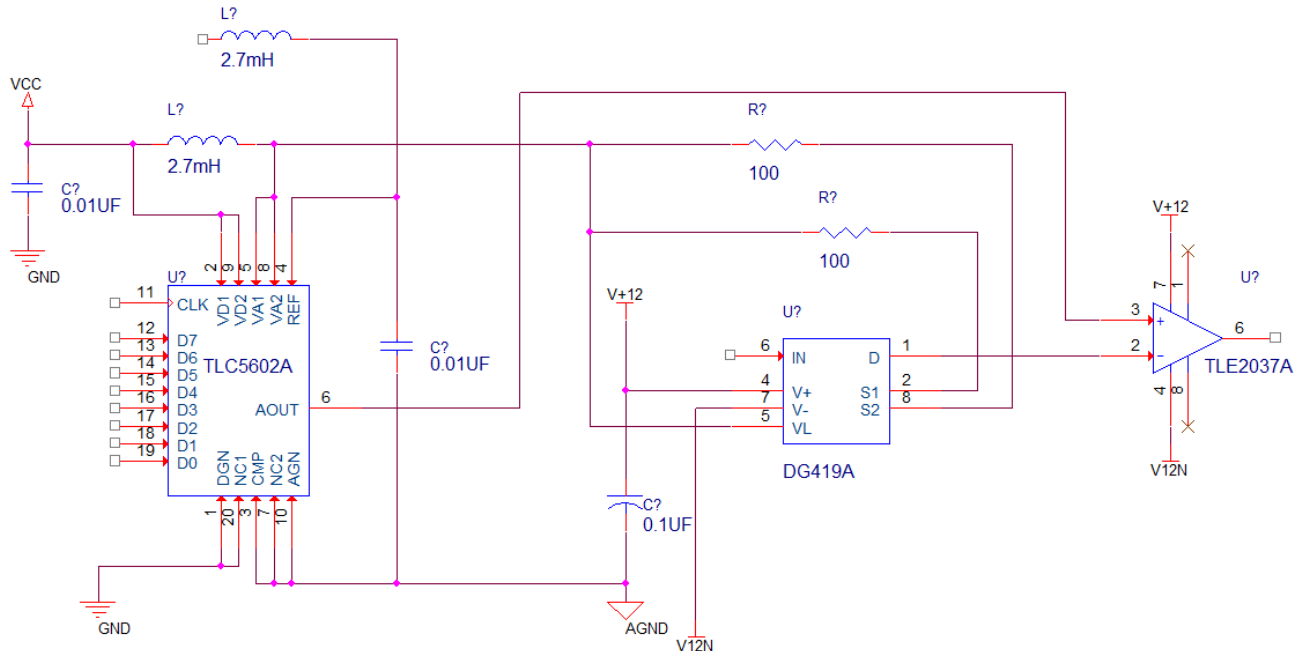 L?
2.7mH
VCC
L?
2.7mH
R?
100
C?
0.01UF
R?
100
V+12
GND
2
9
5
8
4
U?
U?
11
CLK
VD1
VD2
VA1
VA2
REF
V+12
7
1
12
D7
13
D6
14
D5
15
D4
16
D3
17
D2
18
D1
19
D0
TLC5602A
AOUT
6
C?
0.01UF
U?
6
IN
D
1
4
V+
S1
2
7
V-
S2
8
5
VL
DG419A
3
+
2
-
6
TLE2037A
4
8
V12N
DGN
NC1
CMP
NC2
AGN
1
20
3
7
10
C?
0.1UF
GND
AGND
V12N